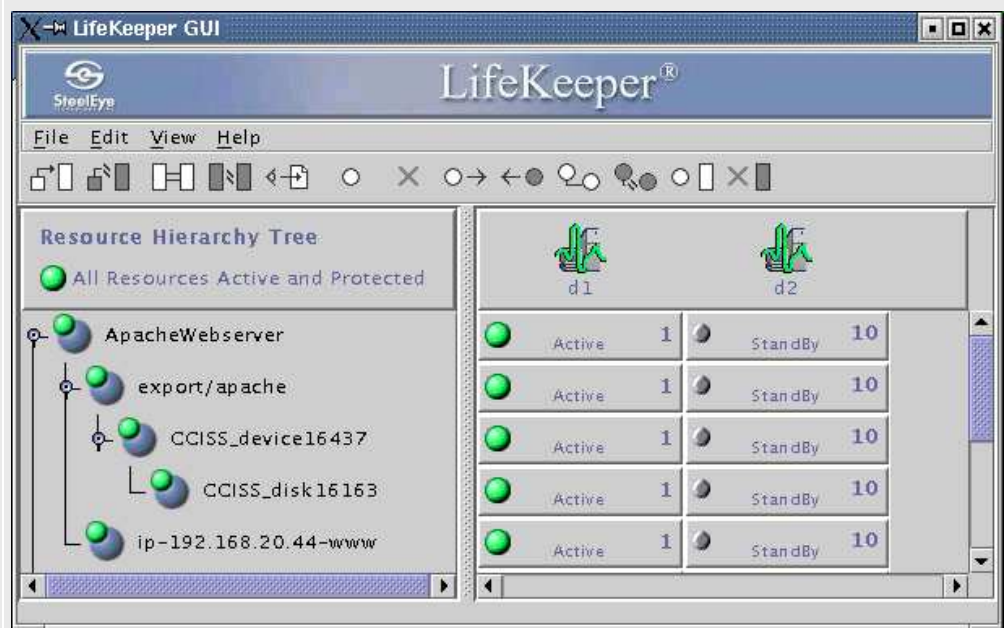 LifeKeeper GUI
SteelEye
LifeKeeper®
File Edit View Help
Resource Hierarchy Tree
All Resources Active and Protected
d1 d2
ApacheWebserver Active 1 StandBy 10
export/apache Active 1 StandBy 10
CCISS_device16437 Active 1 StandBy 10
CCISS_disk16163 Active 1 StandBy 10
ip-192.168.20.44-www Active 1 StandBy 10